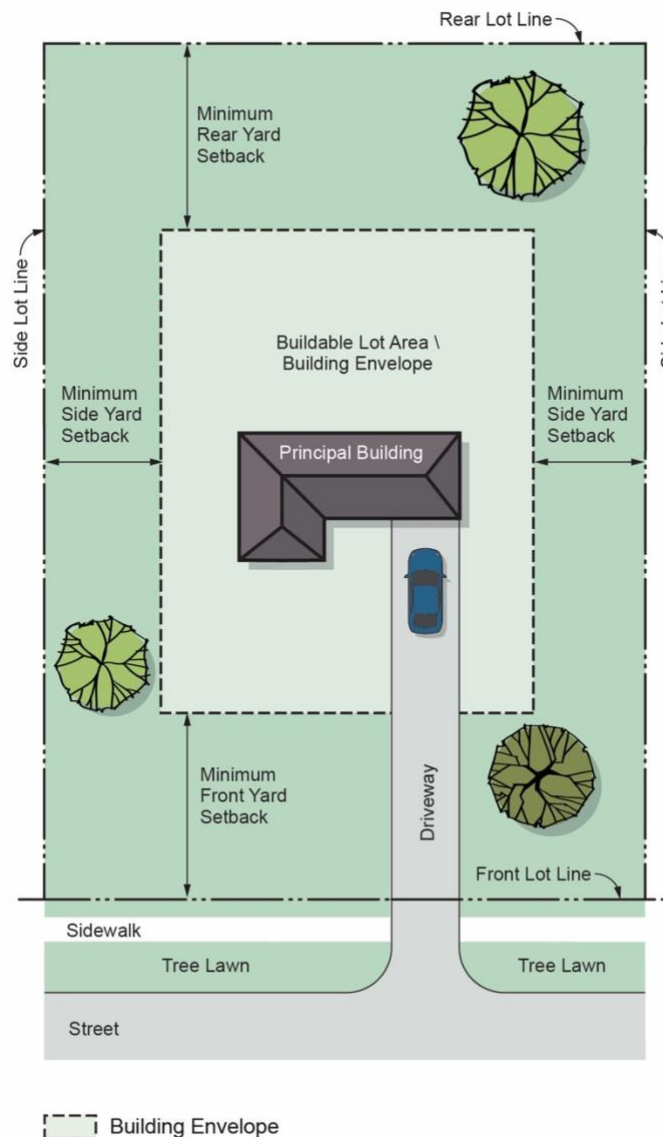 Rear Lot Line
Minimum
Rear Yard
Setback
Side Lot Line
Buildable Lot Area \
Building Envelope
Minimum
Side Yard
Setback
Principal Building
Minimum
Side Yard
Setback
Minimum
Front Yard
Setback
Driveway
Front Lot Line
Sidewalk
Tree Lawn
Tree Lawn
Street
Building Envelope